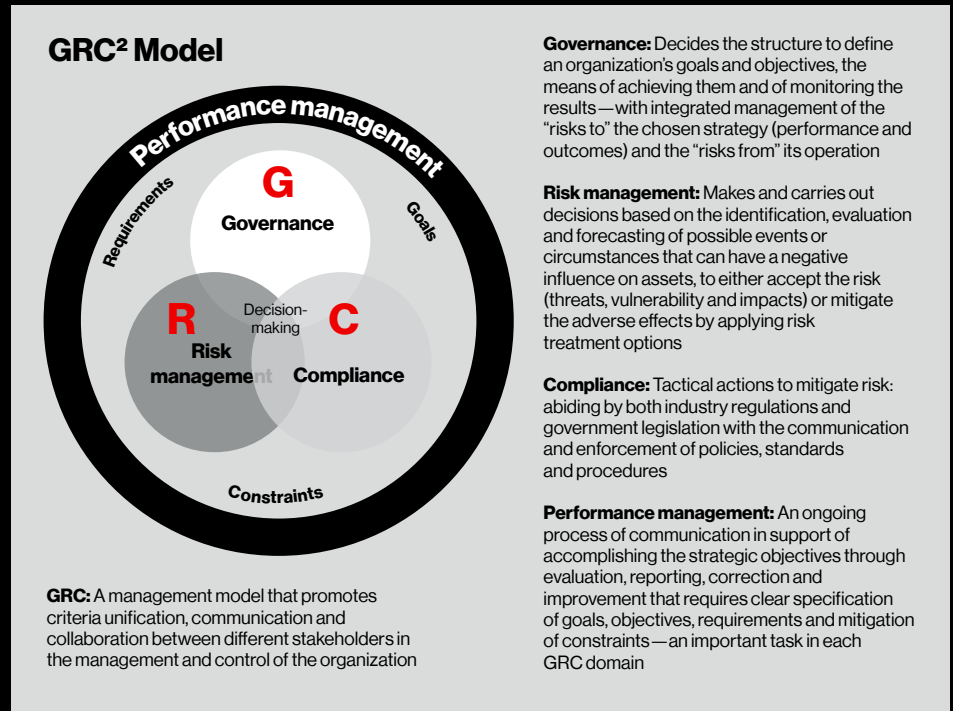 GRC² Model
Performance management
Requirements
Goals
G
Governance
R
Risk
management
Decision-
making
C
Compliance
Constraints
GRC: A management model that promotes
criteria unification, communication and
collaboration between different stakeholders in
the management and control of the organization
Governance: Decides the structure to define
an organization’s goals and objectives, the
means of achieving them and of monitoring the
results—with integrated management of the
“risks to” the chosen strategy (performance and
outcomes) and the “risks from” its operation
Risk management: Makes and carries out
decisions based on the identification, evaluation
and forecasting of possible events or
circumstances that can have a negative
influence on assets, to either accept the risk
(threats, vulnerability and impacts) or mitigate
the adverse effects by applying risk
treatment options
Compliance: Tactical actions to mitigate risk:
abiding by both industry regulations and
government legislation with the communication
and enforcement of policies, standards
and procedures
Performance management: An ongoing
process of communication in support of
accomplishing the strategic objectives through
evaluation, reporting, correction and
improvement that requires clear specification
of goals, objectives, requirements and mitigation
of constraints—an important task in each
GRC domain